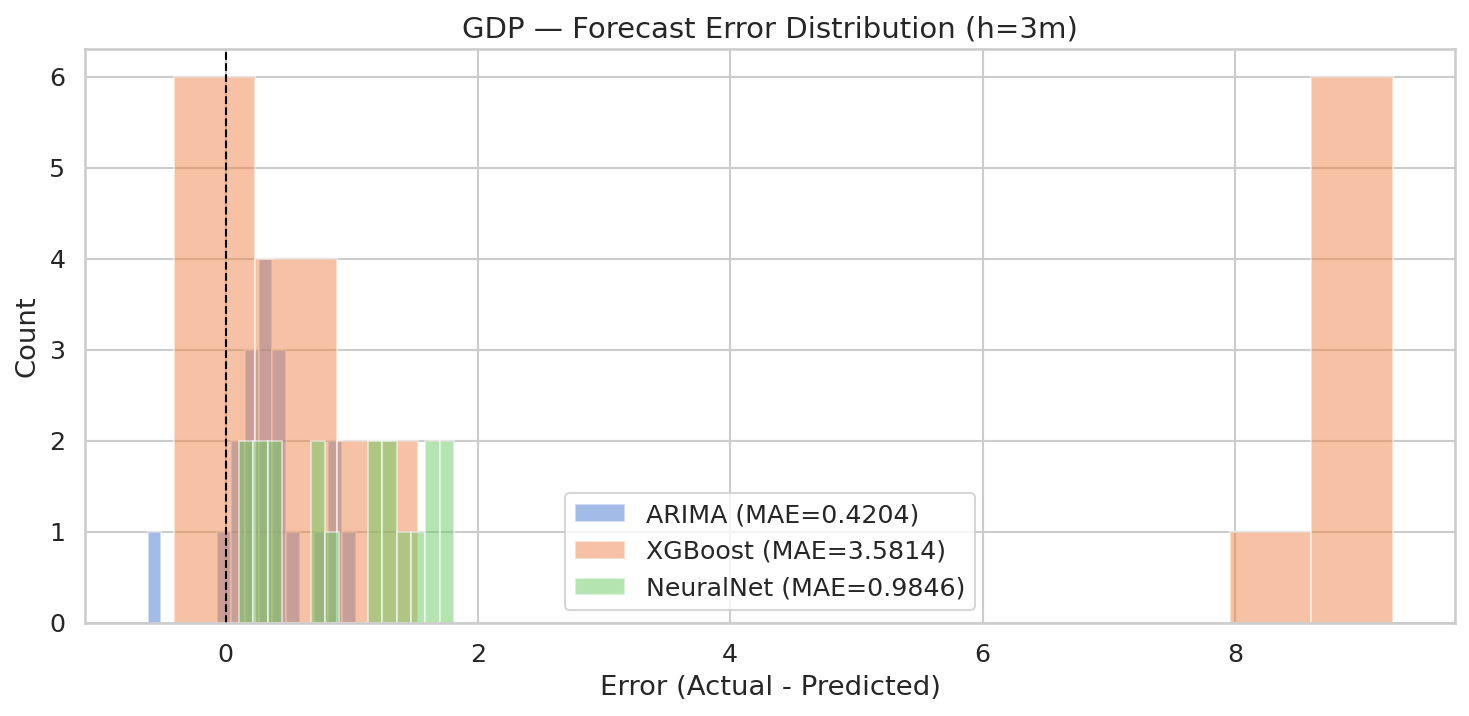 GDP — Forecast Error Distribution (h=3m)
Count
6
5
4
3
2
1
0
ARIMA (MAE=0.4204)
XGBoost (MAE=3.5814)
NeuralNet (MAE=0.9846)
0 2 4 6 8
Error (Actual - Predicted)